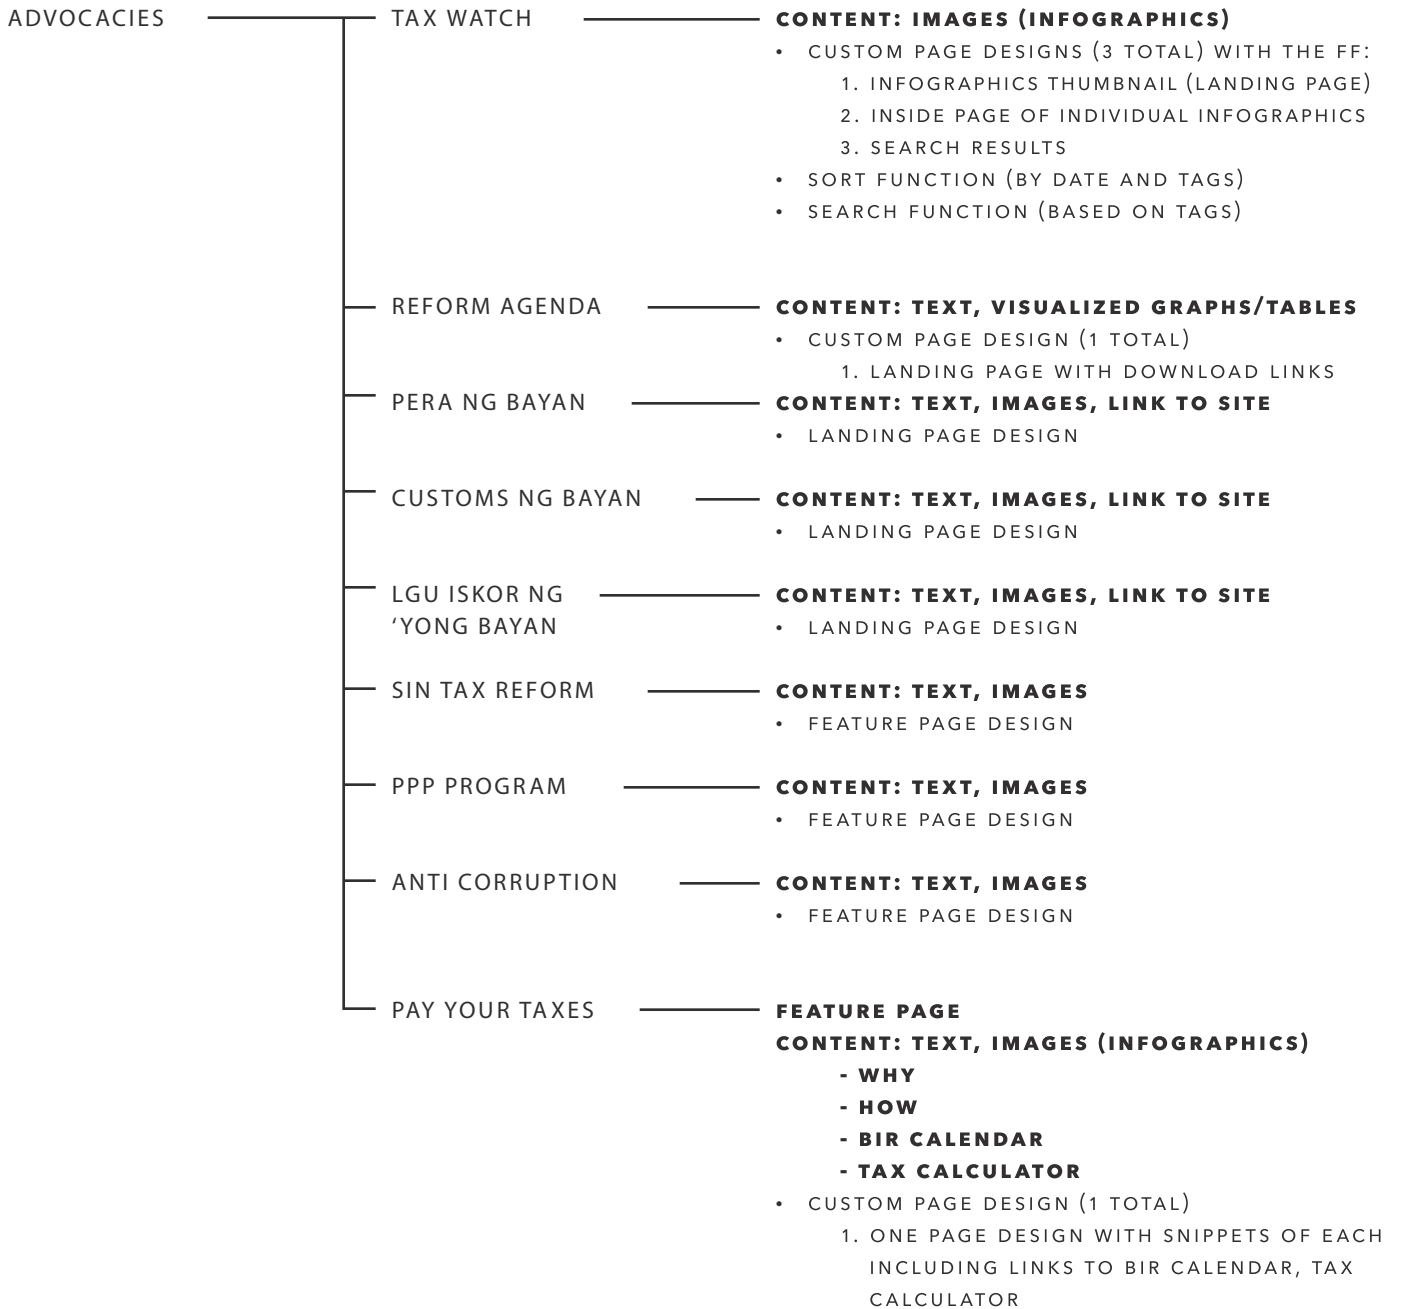 ADVOCACIES
TAX WATCH
CONTENT: IMAGES (INFOGRAPHICS)
• CUSTOM PAGE DESIGNS (3 TOTAL) WITH THE FF:
1. INFOGRAPHICS THUMBNAIL (LANDING PAGE)
2. INSIDE PAGE OF INDIVIDUAL INFOGRAPHICS
3. SEARCH RESULTS
• SORT FUNCTION (BY DATE AND TAGS)
• SEARCH FUNCTION (BASED ON TAGS)
REFORM AGENDA
CONTENT: TEXT, VISUALIZED GRAPHS/TABLES
• CUSTOM PAGE DESIGN (1 TOTAL)
1. LANDING PAGE WITH DOWNLOAD LINKS
PERA NG BAYAN
CONTENT: TEXT, IMAGES, LINK TO SITE
• LANDING PAGE DESIGN
CUSTOMS NG BAYAN
CONTENT: TEXT, IMAGES, LINK TO SITE
• LANDING PAGE DESIGN
LGU ISKOR NG
‘YONG BAYAN
CONTENT: TEXT, IMAGES, LINK TO SITE
• LANDING PAGE DESIGN
SIN TAX REFORM
CONTENT: TEXT, IMAGES
• FEATURE PAGE DESIGN
PPP PROGRAM
CONTENT: TEXT, IMAGES
• FEATURE PAGE DESIGN
ANTI CORRUPTION
CONTENT: TEXT, IMAGES
• FEATURE PAGE DESIGN
PAY YOUR TAXES
FEATURE PAGE
CONTENT: TEXT, IMAGES (INFOGRAPHICS)
- WHY
- HOW
- BIR CALENDAR
- TAX CALCULATOR
• CUSTOM PAGE DESIGN (1 TOTAL)
1. ONE PAGE DESIGN WITH SNIPPETS OF EACH
INCLUDING LINKS TO BIR CALENDAR, TAX
CALCULATOR